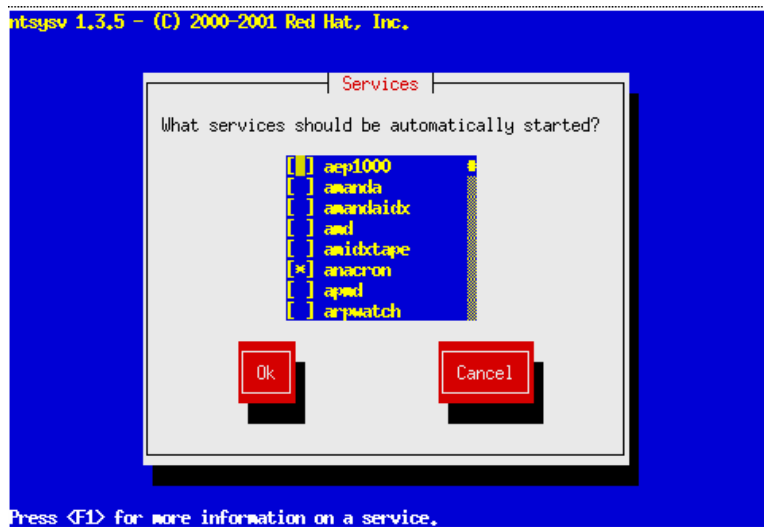 ntsysv 1.3.5 - (C) 2000-2001 Red Hat, Inc.
Services
What services should be automatically started?
[ ] aep1000 #
[ ] amanda
[ ] amandaidx
[ ] amd
[ ] amidxtape
[*] anacron
[ ] apmd
[ ] arpwatch
Ok Cancel
Press <F1> for more information on a service.